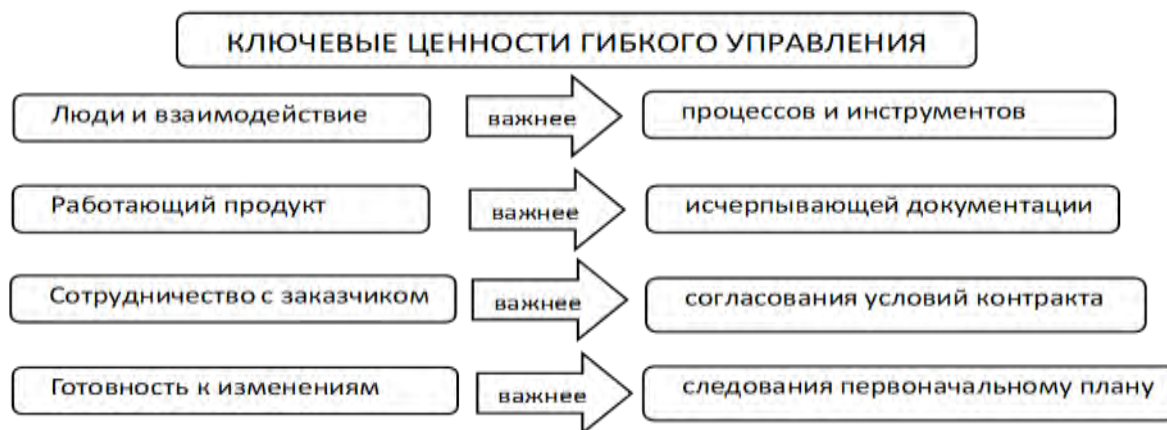 КЛЮЧЕВЫЕ ЦЕННОСТИ ГИБКОГО УПРАВЛЕНИЯ
Люди и взаимодействие важнее процессов и инструментов
Работающий продукт важнее исчерпывающей документации
Сотрудничество с заказчиком важнее согласования условий контракта
Готовность к изменениям важнее следования первоначальному плану